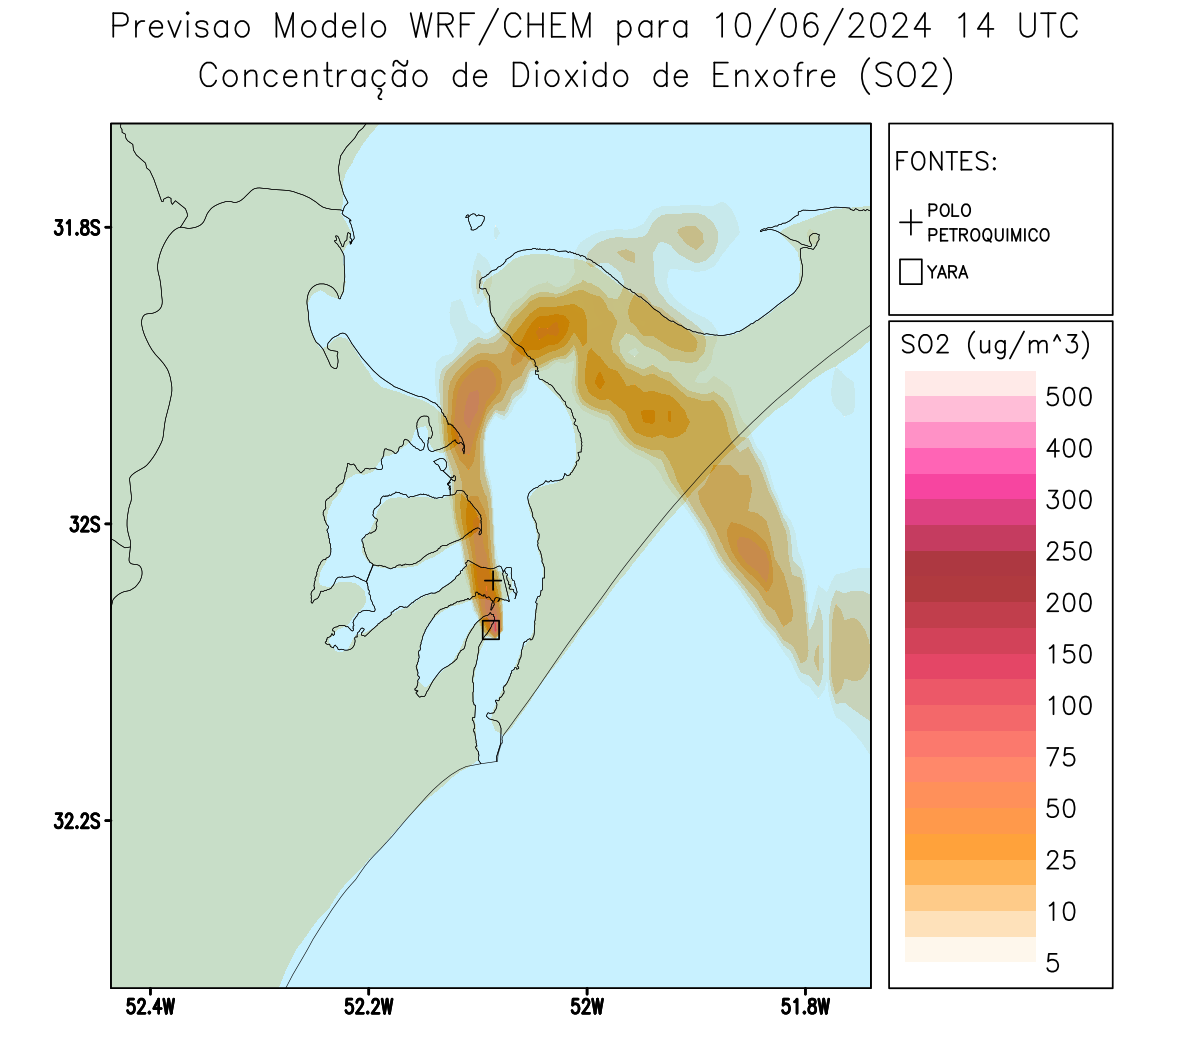 Previsao Modelo WRF/CHEM para 10/06/2024 14 UTC
Concentração de Dioxido de Enxofre (SO2)
FONTES:
POLO
PETROQUIMICO
YARA
31.8S
32S
32.2S
52.4W
52.2W
52W
51.8W
SO2 (ug/m^3)
500
400
300
250
200
150
100
75
50
25
10
5